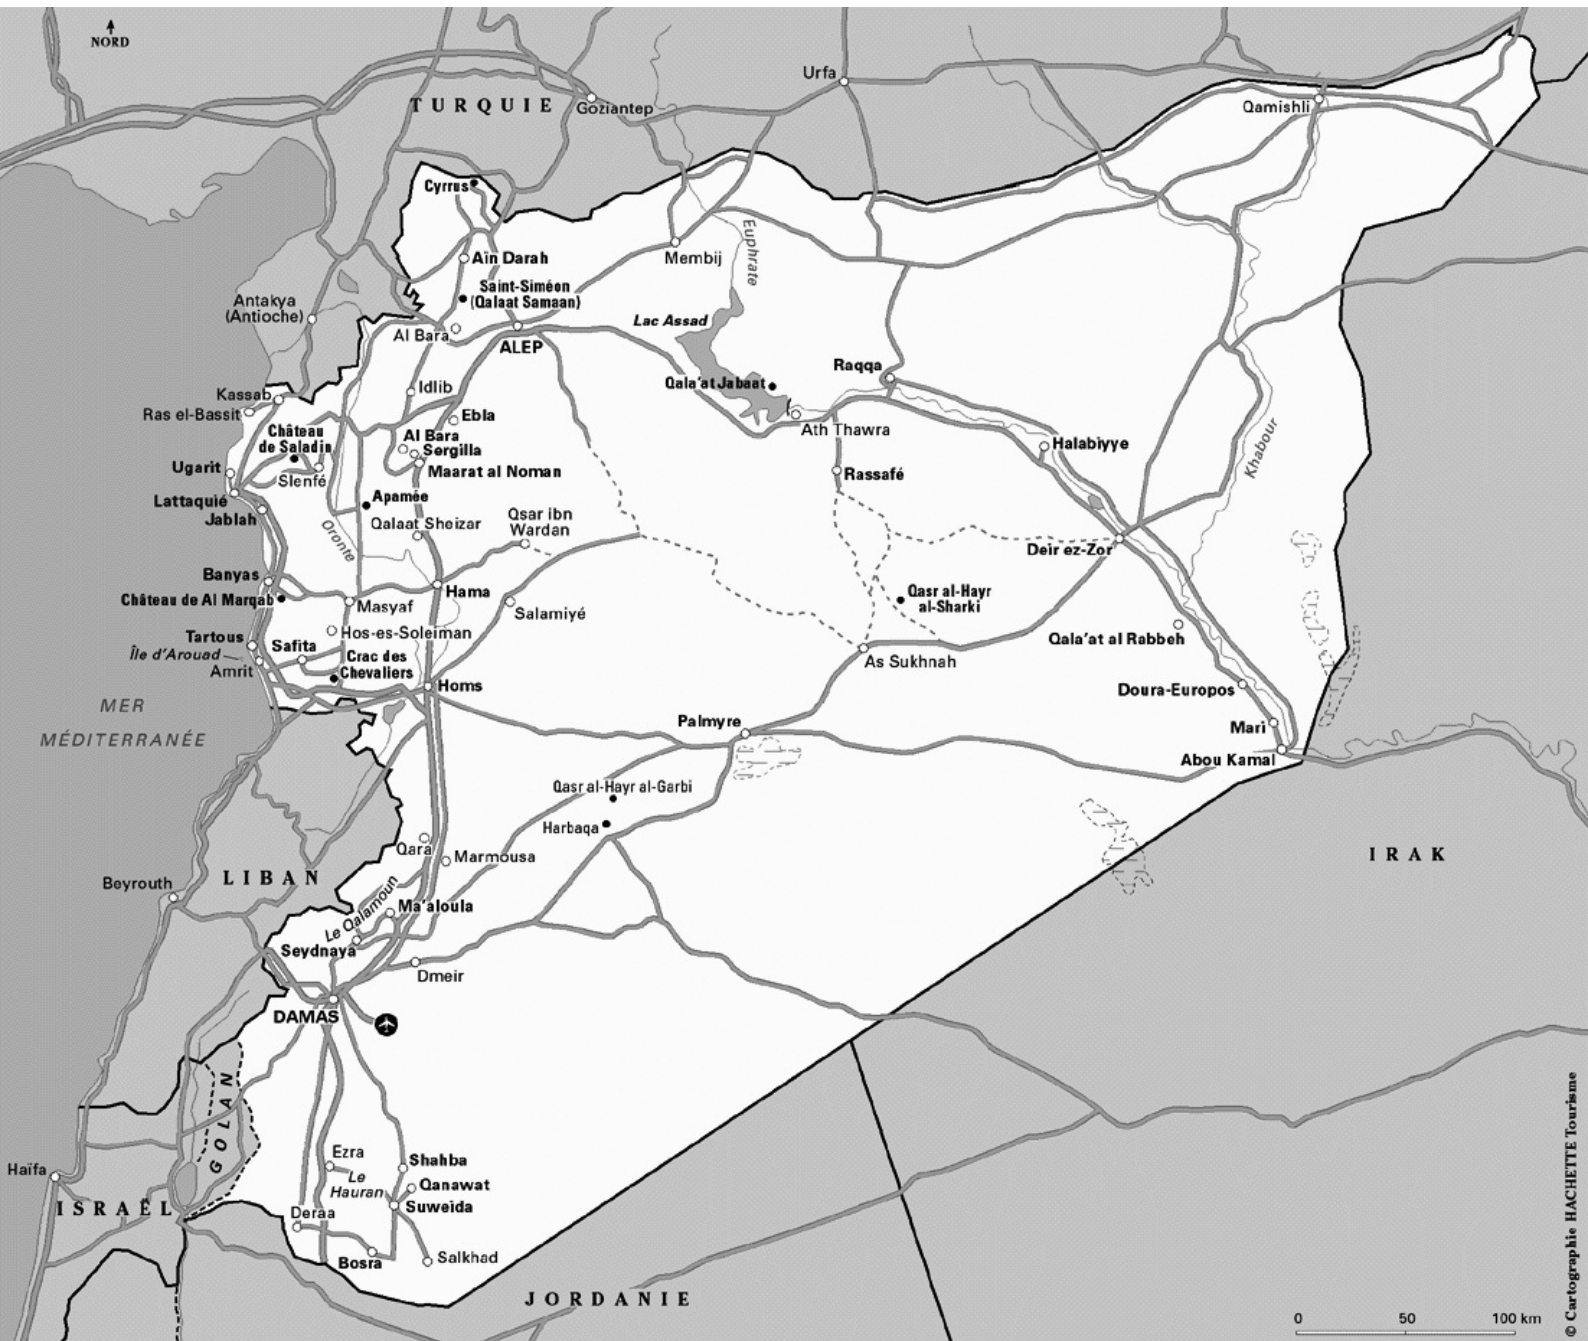 NORD
TURQUIE
Goziantep
Urfa
Qamishli
Cyrrus
Aïn Darah
Membij
Euphrate
Saint-Siméon
(Qalaat Samaan)
Antakya
(Antioche)
Al Bara
ALEP
Lac Assad
Raqqa
Qala'at Jabaat
Kassab
Idlib
Ras el-Bassit
Ebla
Ath Thawra
Château
de Saladin
Al Bara
Sergilla
Halabiyye
Khabour
Ugarit
Slenfé
Maarat al Noman
Rassafé
Lattaquié
Jablah
Apamée
Qalaat Sheizar
Qsar ibn
Wardan
Oronte
Deir ez-Zor
Banyas
Château de Al Marqab
Masyaf
Hama
Salamiyé
Qasr al-Hayr
al-Sharki
Tartous
Safita
Hos-es-Soleiman
Qala'at al Rabbeh
Île d'Arouad
Amrit
Crac des
Chevaliers
As Sukhnah
Homs
Doura-Europos
MER
MÉDITERRANÉE
Palmyre
Mari
Abou Kamal
Qasr al-Hayr al-Garbi
Harbaqa
Qara
Marmousa
IRAK
Beyrouth
LIBAN
Le Qalamoun
Ma'aloula
Seydnaya
Dmeir
DAMAS
GOLAN
Haïfa
ISRAËL
Ezra
Le
Hauran
Shahba
Qanawat
Suweida
Deraa
Bosra
Salkhad
JORDANIE
0 50 100 km
© Cartographie HACHETTE Tourisme